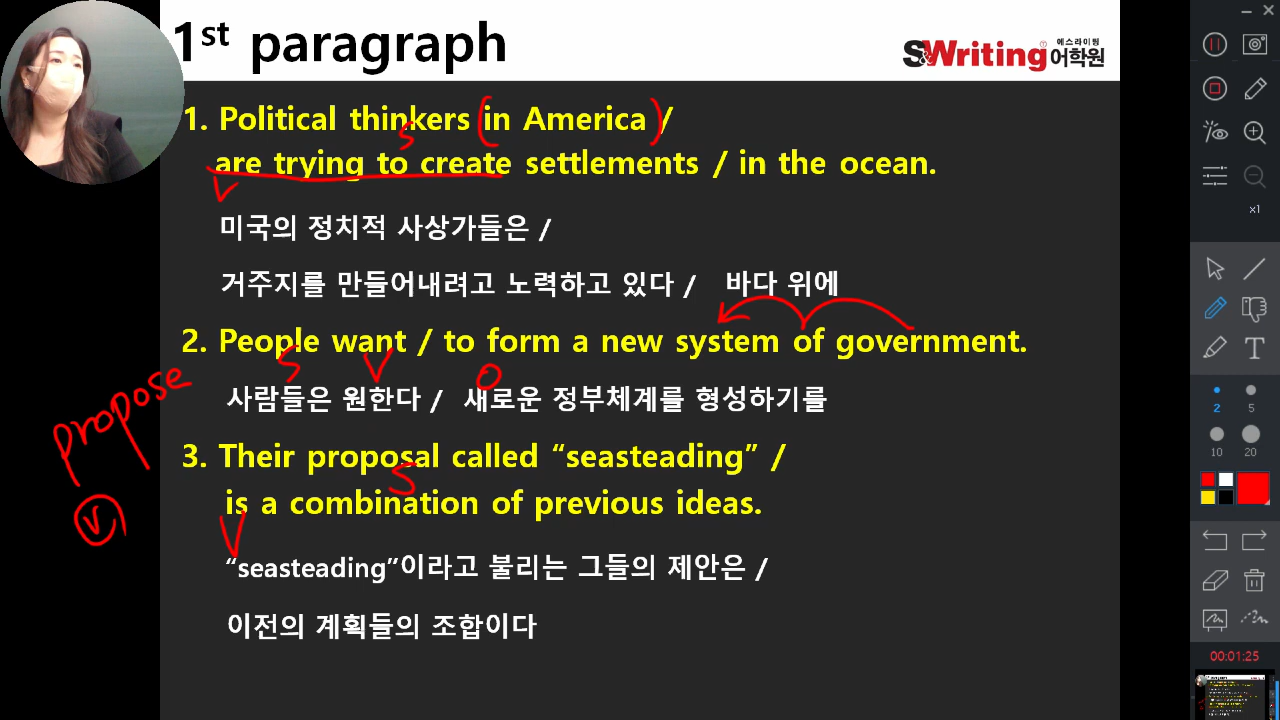 1st paragraph
S&Writing 에스라이팅 어학원
1. Political thinkers (in America) /
S
are trying to create settlements / in the ocean.
V
미국의 정치적 사상가들은 /
거주지를 만들어내려고 노력하고 있다 / 바다 위에
2. People want / to form a new system of government.
S V O
사람들은 원한다 / 새로운 정부체계를 형성하기를
propose
v
3. Their proposal called “seasteading” /
S
is a combination of previous ideas.
V
“seasteading”이라고 불리는 그들의 제안은 /
이전의 계획들의 조합이다
x1
T
2 5
10 20
00:01:25